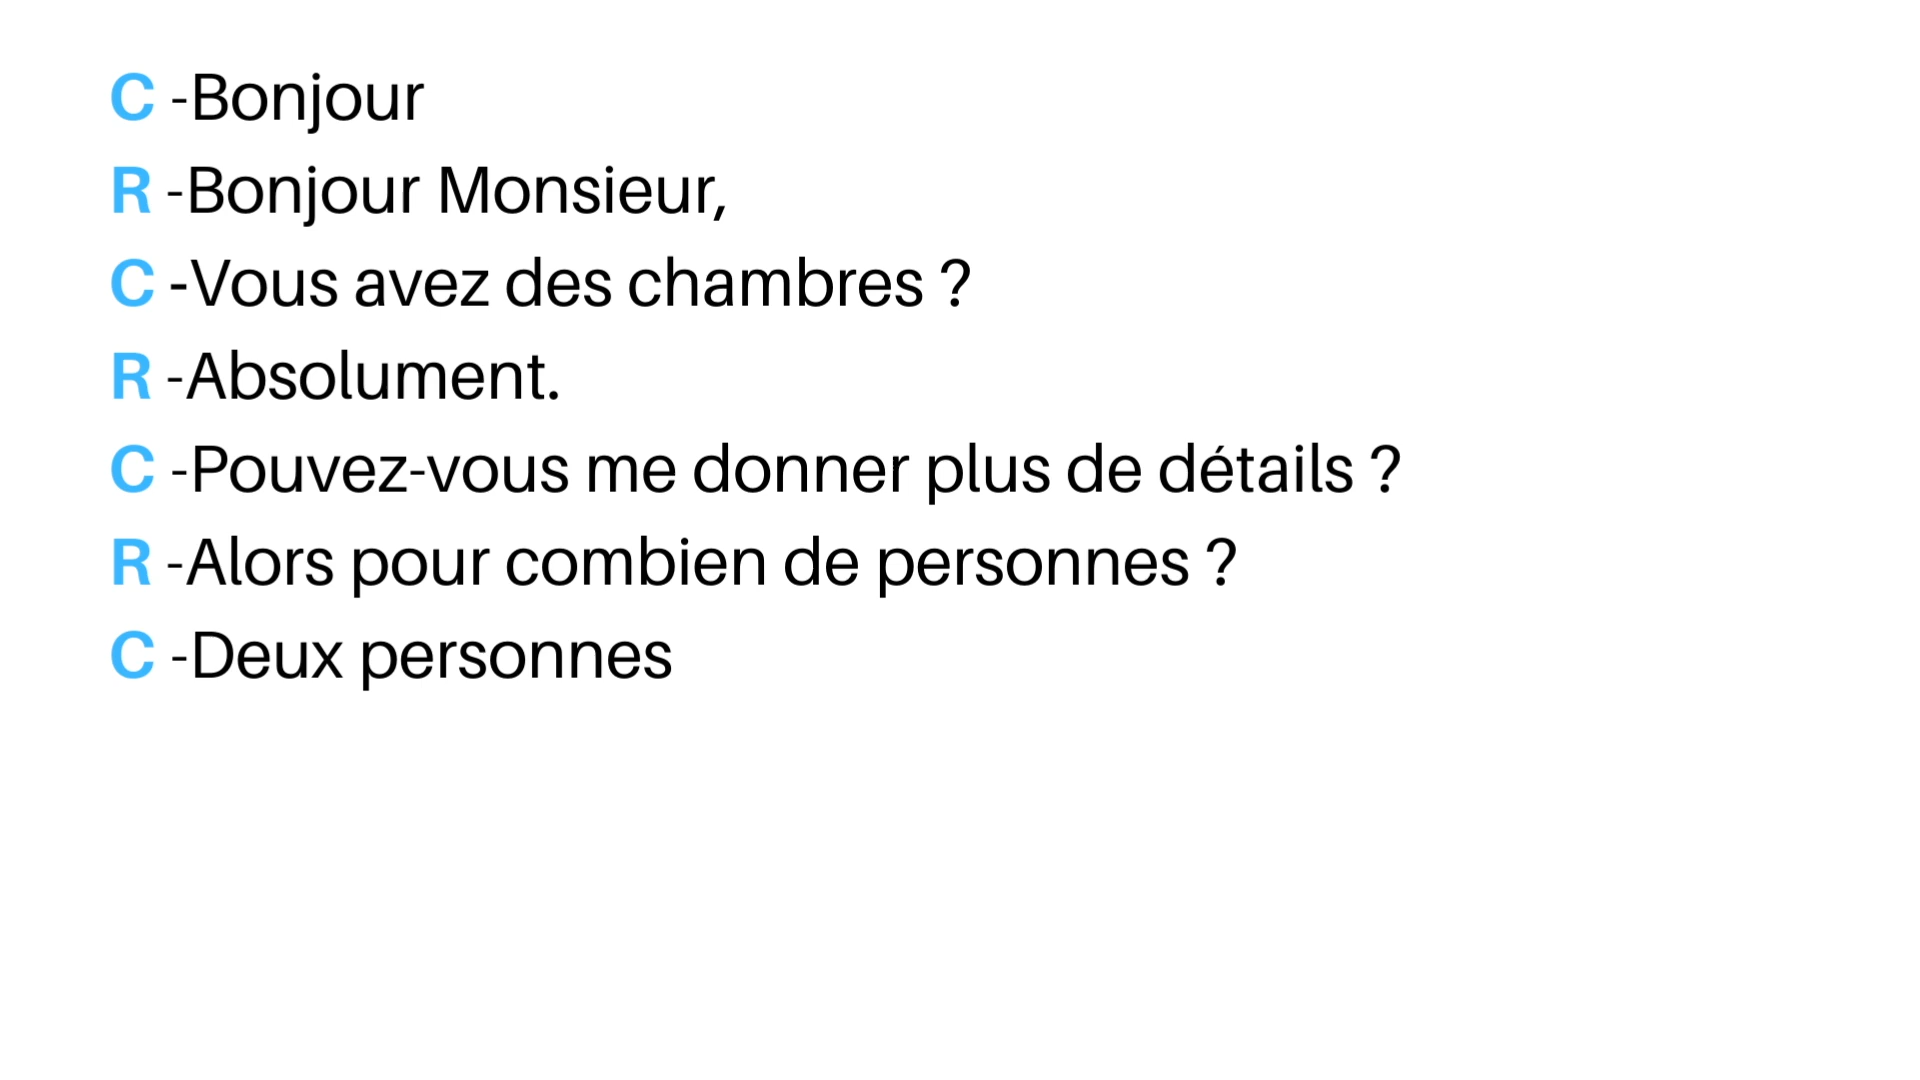 C -Bonjour
R -Bonjour Monsieur,
C -Vous avez des chambres ?
R -Absolument.
C -Pouvez-vous me donner plus de détails ?
R -Alors pour combien de personnes ?
C -Deux personnes